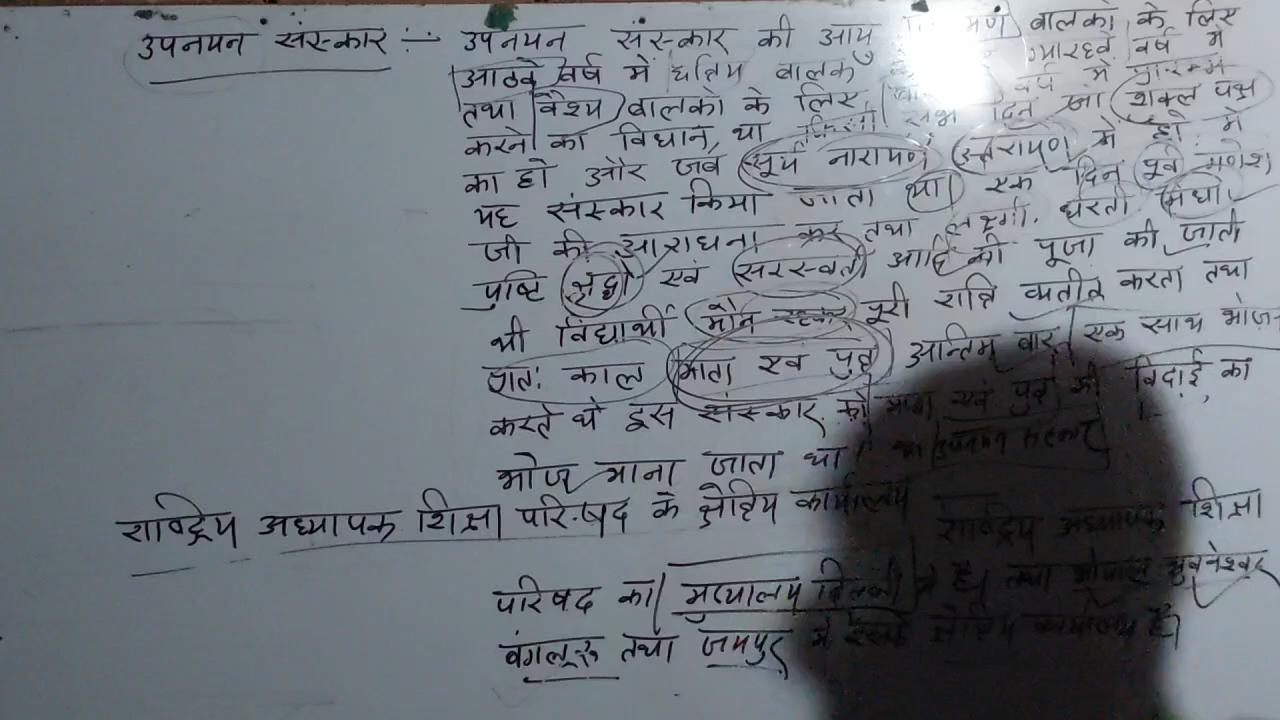 उपनयन संस्कार :- उपनयन संस्कार की आयु बालको के लिए
आठवे वर्ष में क्षत्रिय बालक ग्यारहवे वर्ष में
तथा वैश्य बालको के लिए वर्ष में प्रारम्भ
करने का विधान था किसी शुभ दिन जो शुक्ल पक्ष
का हो और जब सूर्य नारायण उत्तरायण में हो में
यह संस्कार किया जाता था एक दिन पूर्व गणेश
जी की आराधना कर तथा लक्ष्मी, धरती, मेधा,
पुष्टि श्रद्धा एवं सरस्वती आदि की पूजा की जाती
थी विद्यार्थी मौन रहकर पूरी रात्रि व्यतीत करता तथा
प्रात: काल माता एवं पुत्र अन्तिम बार एक साथ भोजन
करते थे इस संस्कार को माता एवं पुत्र की विदाई का
भोज माना जाता था। उपनयन संस्कार
राष्ट्रिय अध्यापक शिक्षा परिषद के क्षेत्रिय कार्यालय राष्ट्रिय अध्यापक शिक्षा
परिषद का मुख्यालय दिल्ली में है। तथा भोपाल भुवनेश्वर
बंगलूरु तथा जयपुर में इसके क्षेत्रिय कार्यालय है।